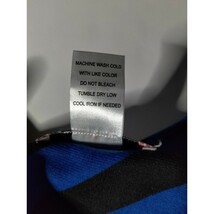 MACHINE WASH COLD
WITH LIKE COLOR
DO NOT BLEACH
TUMBLE DRY LOW
COOL IRON IF NEEDED